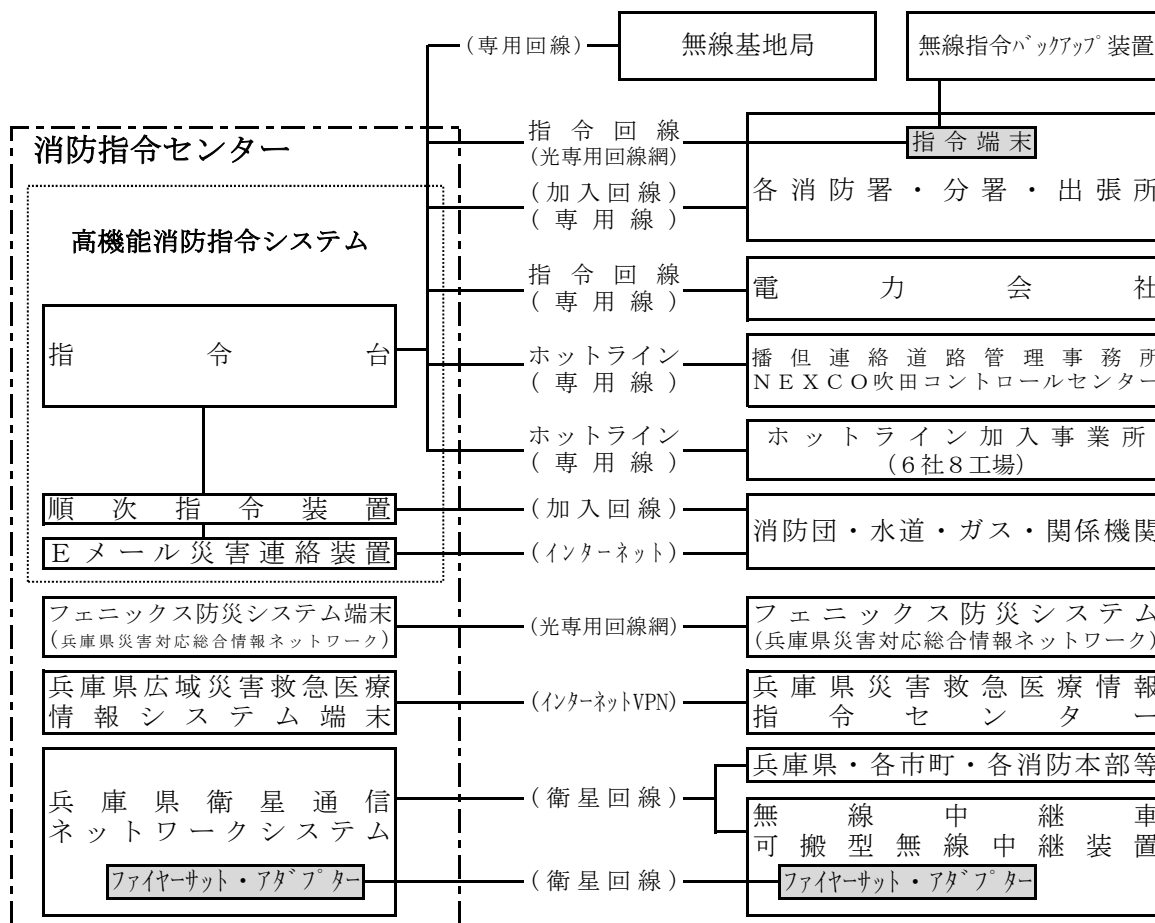 (専用回線)
無線基地局
無線指令バックアップ装置
消防指令センター
指令回線
(光専用回線網)
指令端末
(加入回線)
(専用線)
各消防署・分署・出張所
高機能消防指令システム
指令回線
(専用線)
電力会社
指令台
ホットライン
(専用線)
播但連絡道路管理事務所
NEXCO吹田コントロールセンター
ホットライン
(専用線)
ホットライン加入事業所
(6社8工場)
順次指令装置
(加入回線)
消防団・水道・ガス・関係機関
Eメール災害連絡装置
(インターネット)
フェニックス防災システム端末
(兵庫県災害対応総合情報ネットワーク)
(光専用回線網)
フェニックス防災システム
(兵庫県災害対応総合情報ネットワーク)
兵庫県広域災害救急医療
情報システム端末
(インターネットVPN)
兵庫県災害救急医療情報
指令センター
兵庫県衛星通信
ネットワークシステム
(衛星回線)
兵庫県・各市町・各消防本部等
無線中継車
可搬型無線中継装置
ファイヤーサット・アダプター
(衛星回線)
ファイヤーサット・アダプター